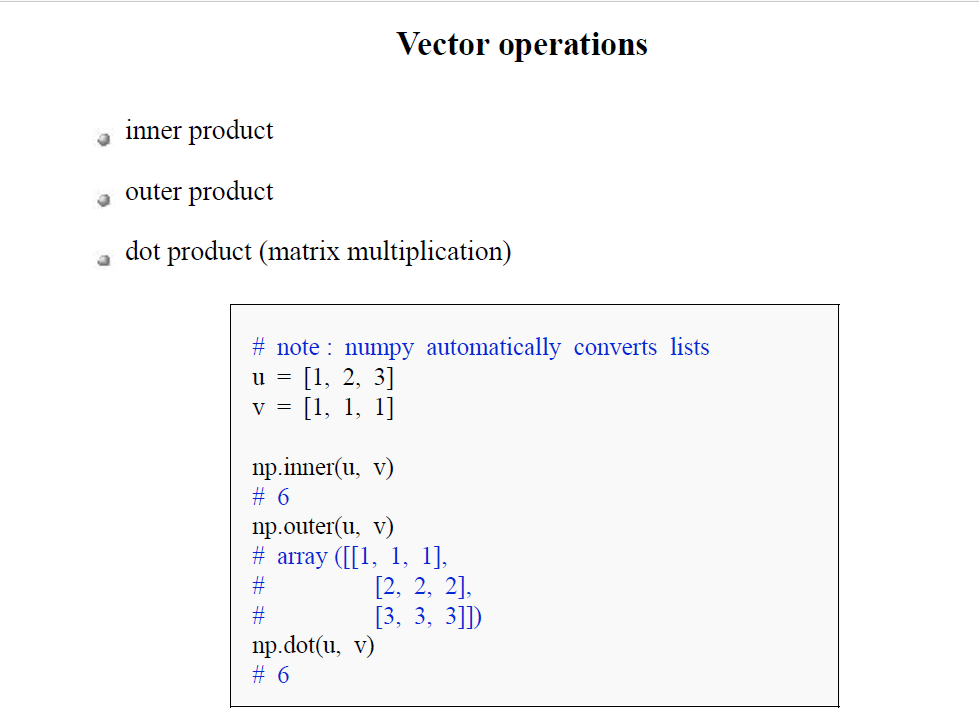 Vector operations
inner product
outer product
dot product (matrix multiplication)
# note : numpy automatically converts lists
u = [1, 2, 3]
v = [1, 1, 1]
np.inner(u, v)
# 6
np.outer(u, v)
# array ([[1, 1, 1],
# [2, 2, 2],
# [3, 3, 3]])
np.dot(u, v)
# 6